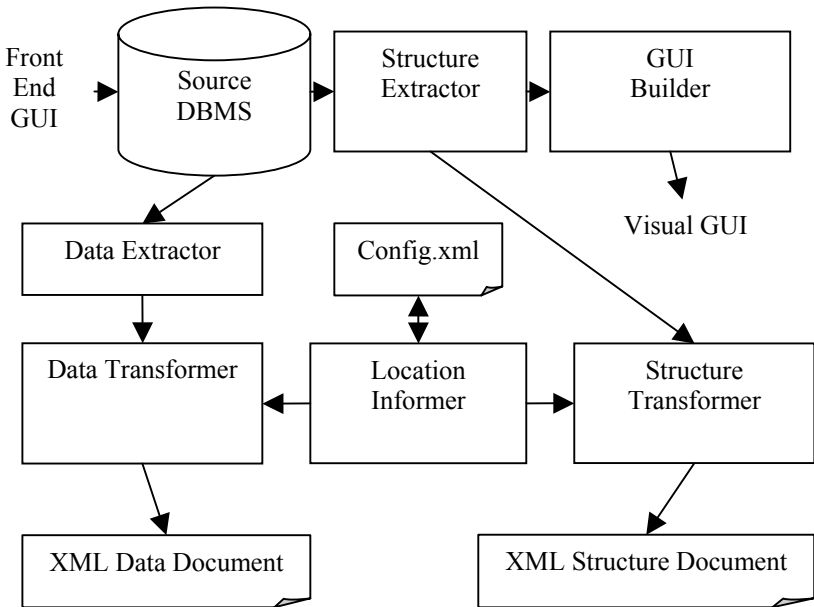 Front
End
GUI
Source
DBMS
Structure
Extractor
GUI
Builder
Visual GUI
Data Extractor
Config.xml
Data Transformer
Location
Informer
Structure
Transformer
XML Data Document
XML Structure Document